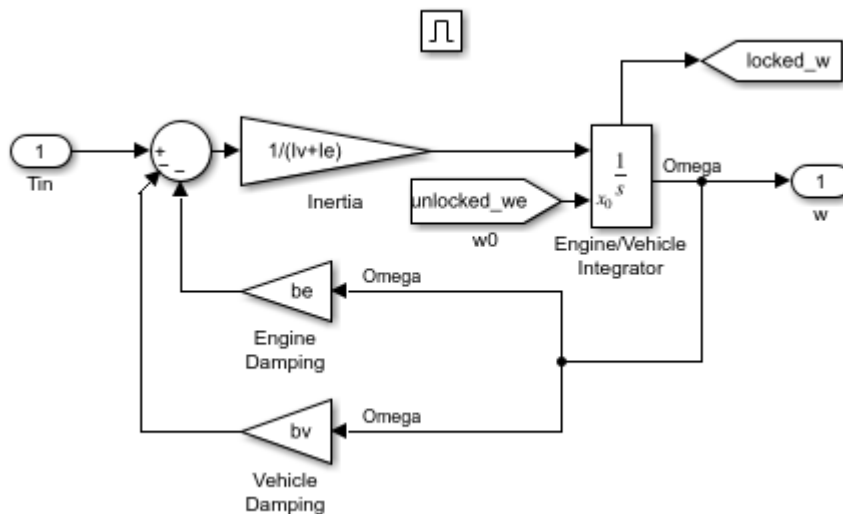 locked_w
1
Tin
+
−
−
1/(Iv+Ie)
Inertia
unlocked_we
w0
1
s
x0
Engine/Vehicle
Integrator
Omega
1
w
Omega
be
Engine
Damping
Omega
bv
Vehicle
Damping